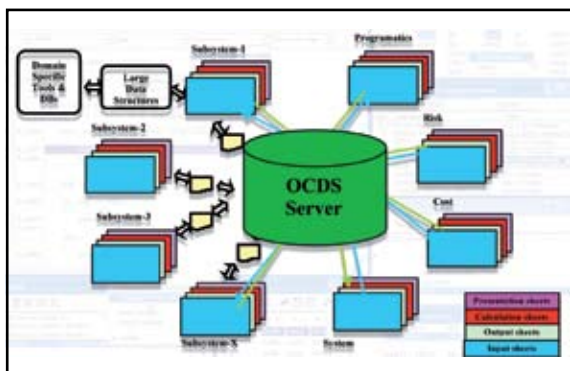 Domain
Specific
Tools & DBs
Large
Data
Structures
Subsystem-1
Programatics
Subsystem-2
Risk
OCDS
Server
Subsystem-3
Cost
Subsystem-X
System
Presentation sheets
Calculation sheets
Output sheets
Input sheets